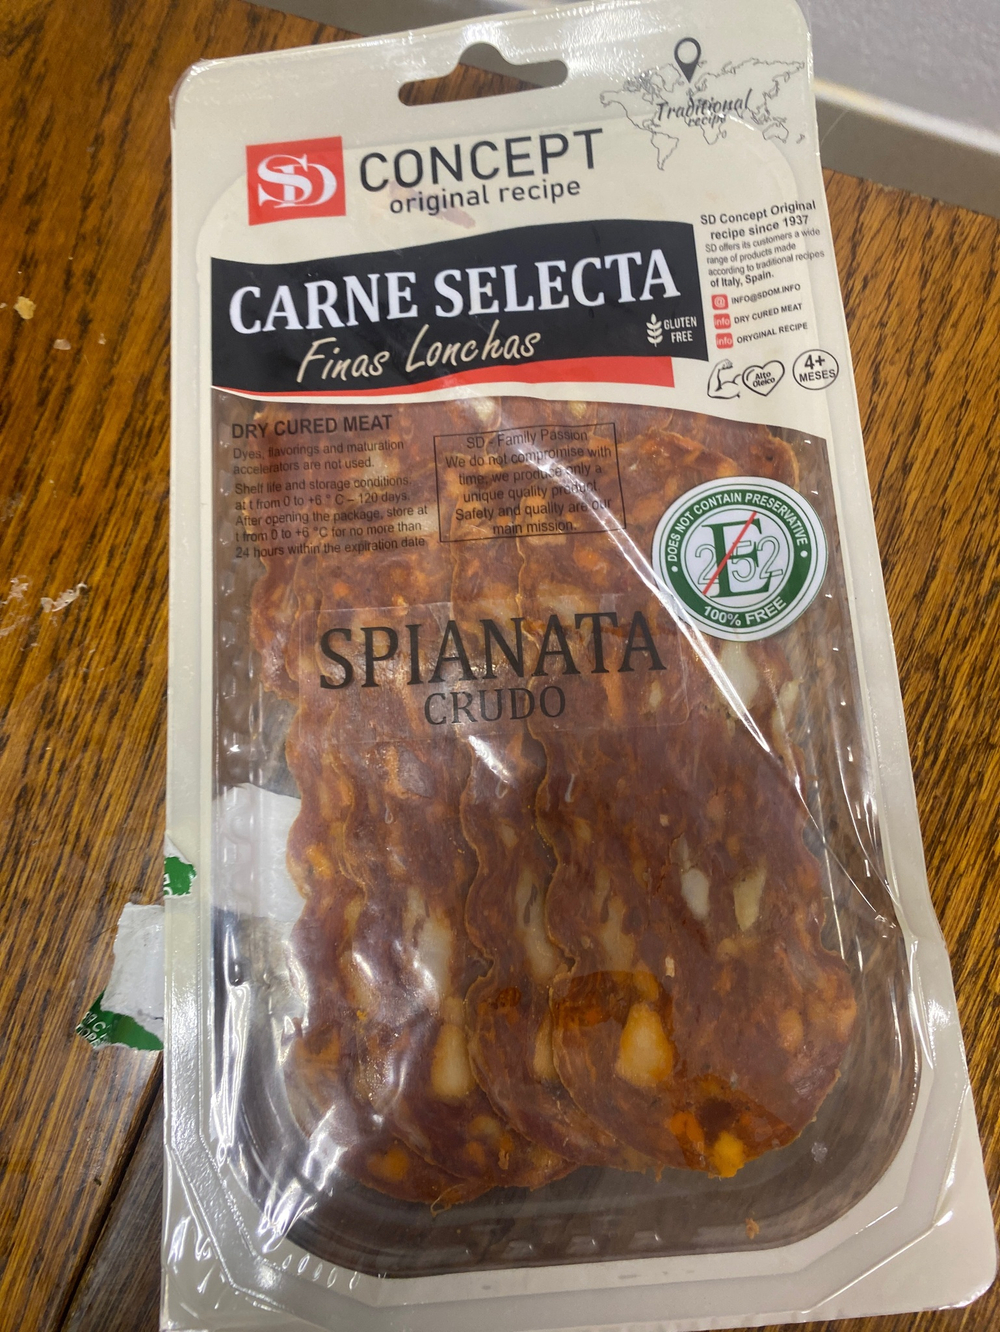 Traditional
recipe
SD
CONCEPT
original recipe
SD Concept Original
recipe since 1937
SD offers its customers a wide
range of products made
according to traditional recipes
of Italy, Spain.
@ INFO@SDOM.INFO
info DRY CURED MEAT
info ORYGINAL RECIPE
CARNE SELECTA
Finas Lonchas
GLUTEN
FREE
Alto
Oleico
4+
MESES
DRY CURED MEAT
Dyes, flavorings and maturation
accelerators are not used.
Shelf life and storage conditions:
at t from 0 to +6 ° C – 120 days.
After opening the package, store at
t from 0 to +6 °C for no more than
24 hours within the expiration date
SD - Family Passion
We do not compromise with
time, we produce only a
unique quality product.
Safety and quality are our
main mission.
DOES NOT CONTAIN PRESERVATIVE
E
252
100% FREE
SPIANATA
CRUDO